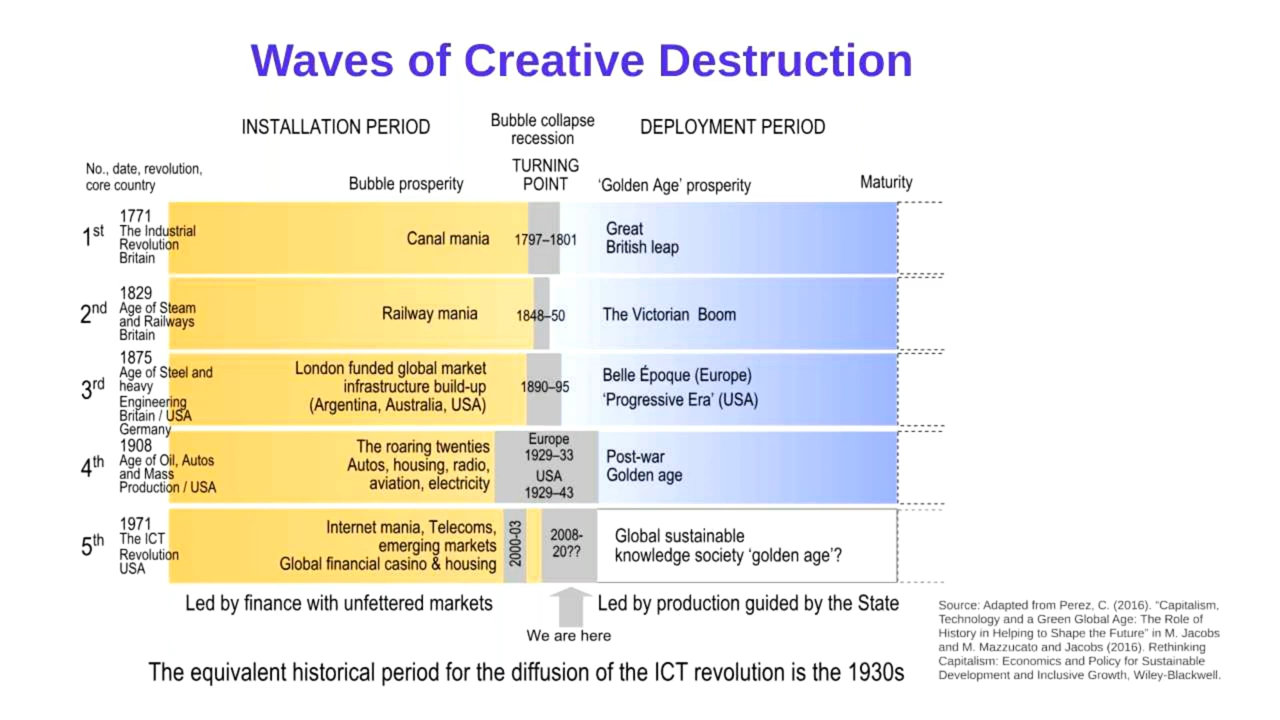 Waves of Creative Destruction
INSTALLATION PERIOD
Bubble collapse
recession
DEPLOYMENT PERIOD
No., date, revolution,
core country
Bubble prosperity
TURNING
POINT
‘Golden Age’ prosperity
Maturity
1st
1771
The Industrial
Revolution
Britain
Canal mania
1797–1801
Great
British leap
2nd
1829
Age of Steam
and Railways
Britain
Railway mania
1848–50
The Victorian Boom
3rd
1875
Age of Steel and
heavy
Engineering
Britain / USA
Germany
London funded global market
infrastructure build-up
(Argentina, Australia, USA)
1890–95
Belle Époque (Europe)
‘Progressive Era’ (USA)
4th
1908
Age of Oil, Autos
and Mass
Production / USA
The roaring twenties
Autos, housing, radio,
aviation, electricity
Europe
1929–33
USA
1929–43
Post-war
Golden age
5th
1971
The ICT
Revolution
USA
Internet mania, Telecoms,
emerging markets
Global financial casino & housing
2000-03
2008-
20??
Global sustainable
knowledge society ‘golden age’?
Led by finance with unfettered markets
Led by production guided by the State
We are here
The equivalent historical period for the diffusion of the ICT revolution is the 1930s
Source: Adapted from Perez, C. (2016). “Capitalism,
Technology and a Green Global Age: The Role of
History in Helping to Shape the Future” in M. Jacobs
and M. Mazzucato and Jacobs (2016). Rethinking
Capitalism: Economics and Policy for Sustainable
Development and Inclusive Growth, Wiley-Blackwell.